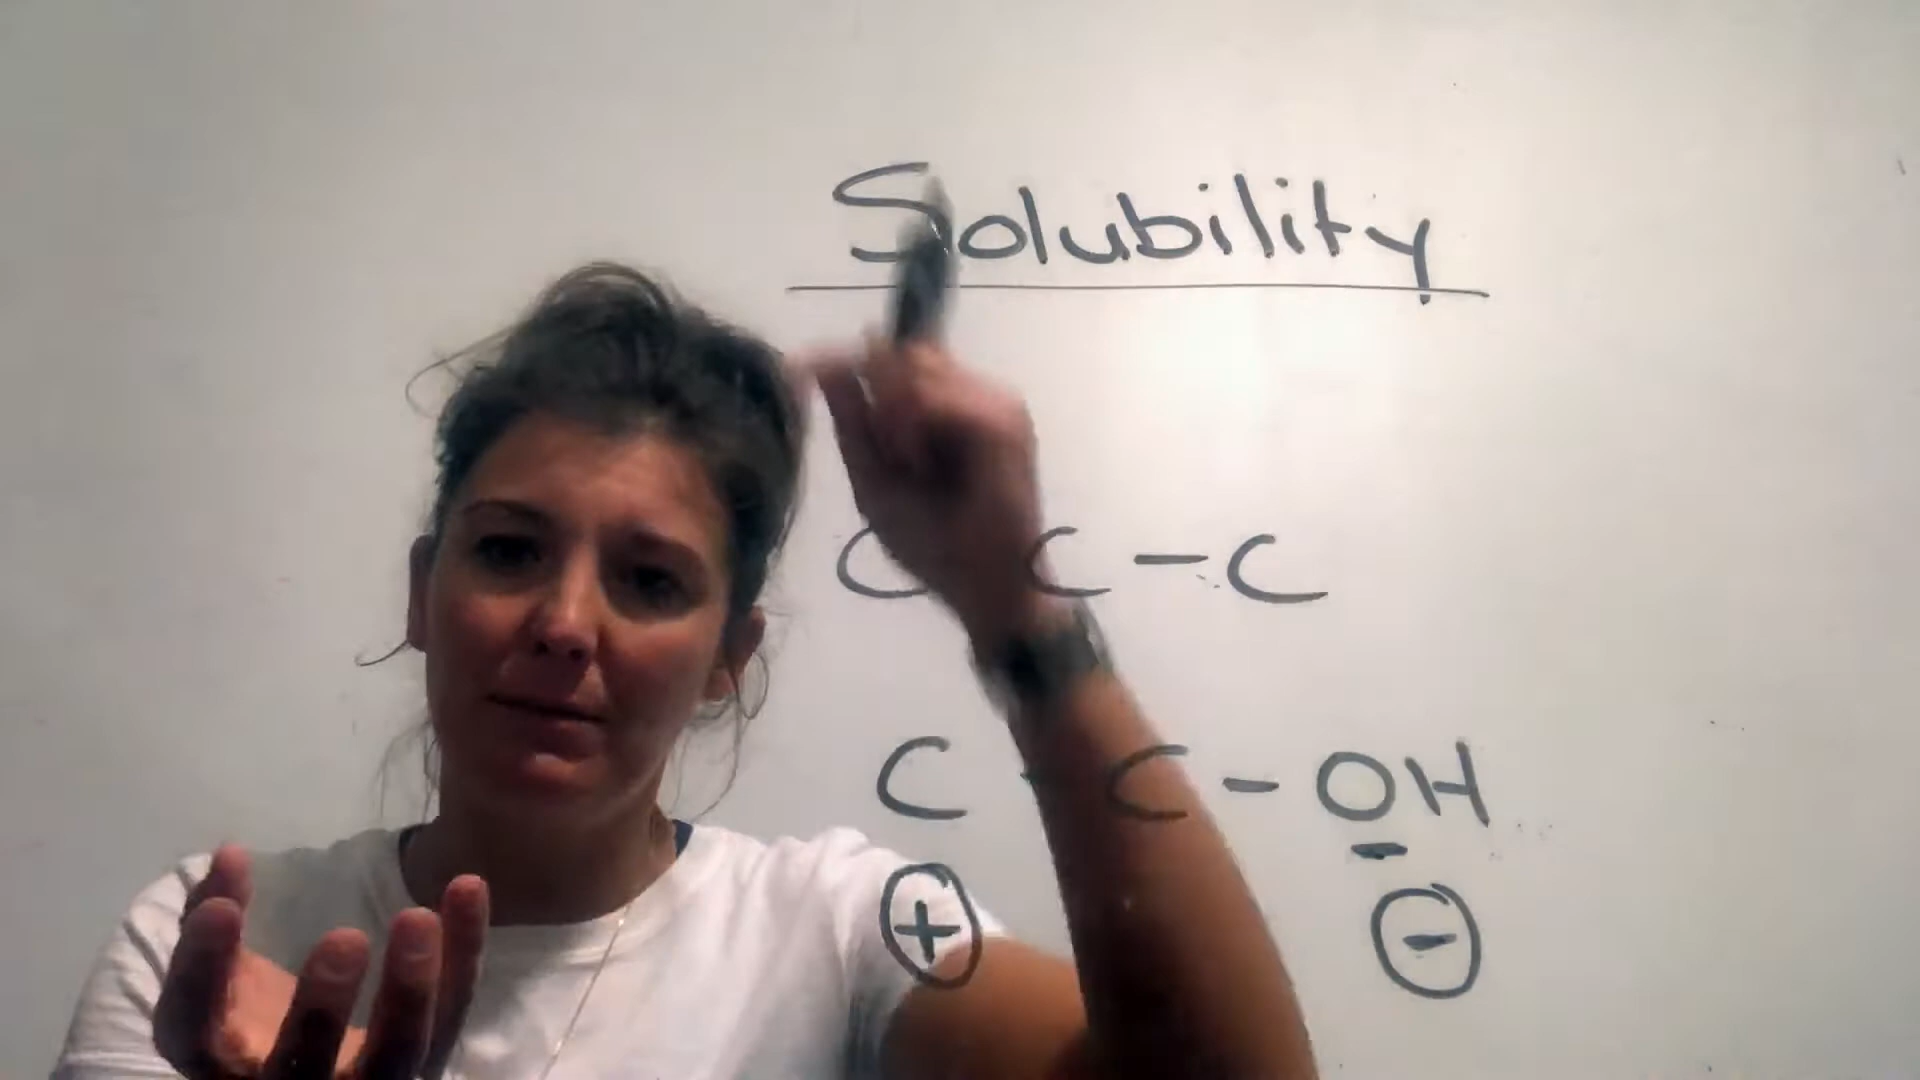 Solubility
C C - C
C - C - OH
-
+ -